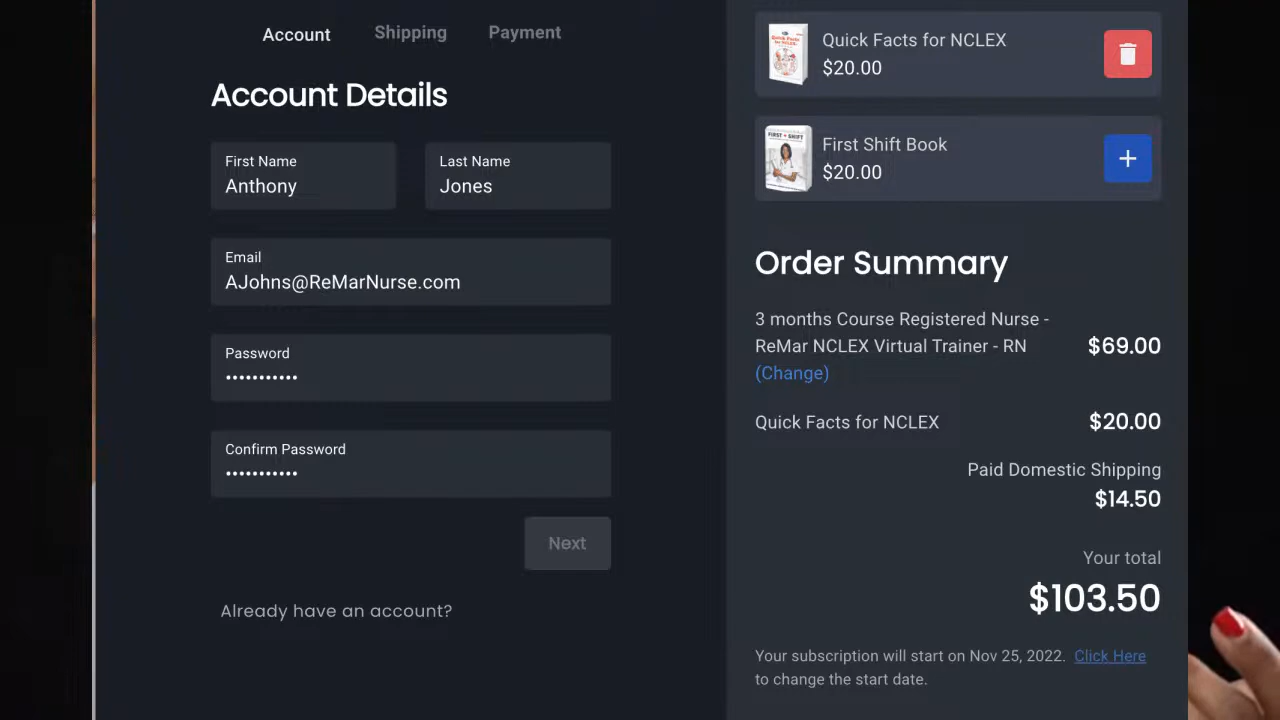 Account
Shipping
Payment
Account Details
First Name
Anthony
Last Name
Jones
Email
AJohns@ReMarNurse.com
Password
•••••••••••
Confirm Password
•••••••••••
Next
Already have an account?
Quick Facts for NCLEX
$20.00
FIRST SHIFT
First Shift Book
$20.00
Order Summary
3 months Course Registered Nurse -
ReMar NCLEX Virtual Trainer - RN
(Change)
$69.00
Quick Facts for NCLEX
$20.00
Paid Domestic Shipping
$14.50
Your total
$103.50
Your subscription will start on Nov 25, 2022. Click Here
to change the start date.